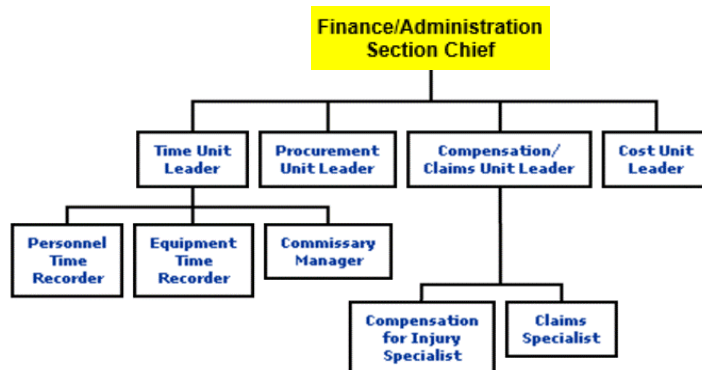 Finance/Administration
Section Chief
Time Unit
Leader
Procurement
Unit Leader
Compensation/
Claims Unit Leader
Cost Unit
Leader
Personnel
Time
Recorder
Equipment
Time
Recorder
Commissary
Manager
Compensation
for Injury
Specialist
Claims
Specialist